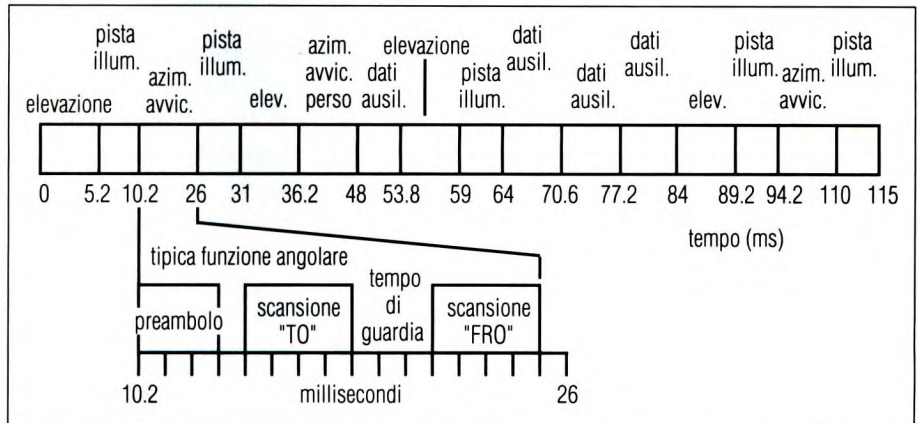 elevazione
pista
illum.
azim.
avvic.
pista
illum.
elev.
azim.
avvic.
perso
dati
ausil.
elevazione
pista
illum.
dati
ausil.
dati
ausil.
dati
ausil.
elev.
pista
illum.
azim.
avvic.
pista
illum.
0 5.2 10.2 26 31 36.2 48 53.8 59 64 70.6 77.2 84 89.2 94.2 110 115
tempo (ms)
tipica funzione angolare
preambolo
scansione
"TO"
tempo
di
guardia
scansione
"FRO"
10.2 millisecondi 26